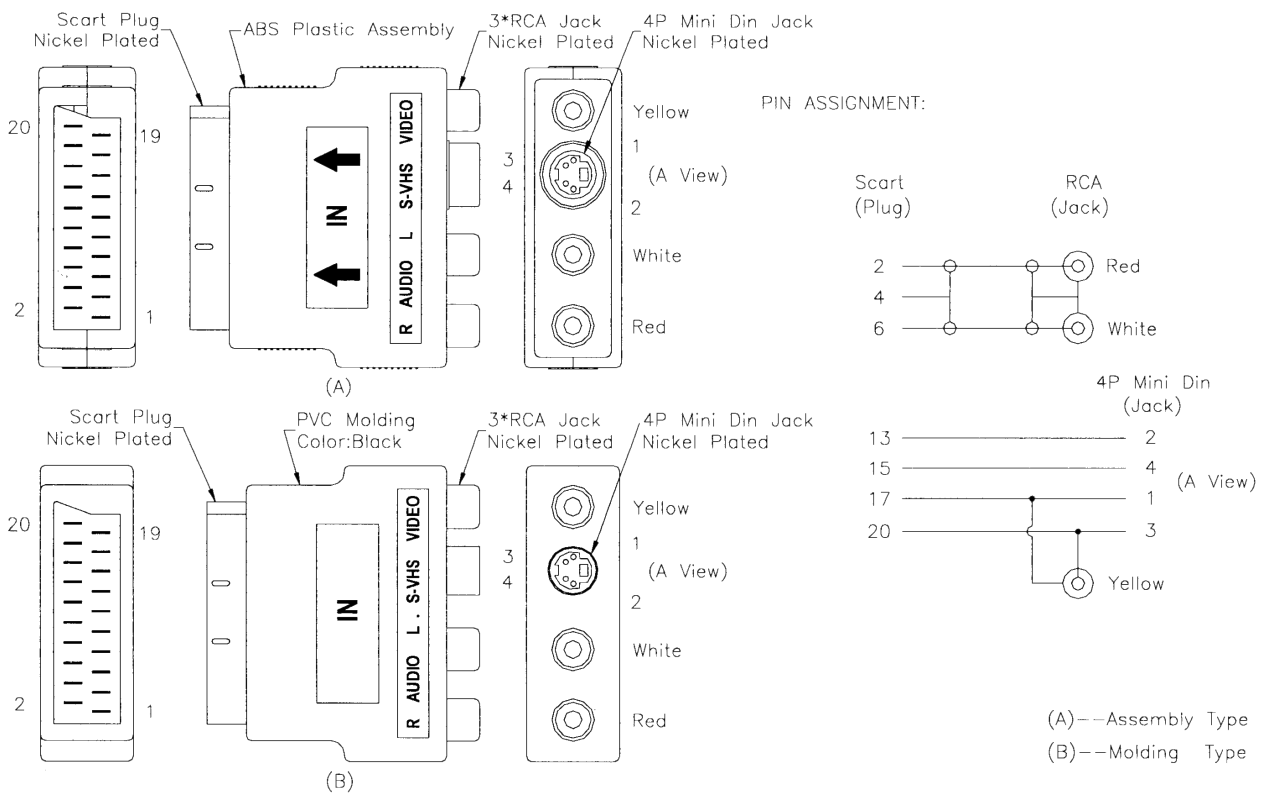 Scart Plug
Nickel Plated
ABS Plastic Assembly
3*RCA Jack
Nickel Plated
4P Mini Din Jack
Nickel Plated
20
19
2
1
IN
R AUDIO L S-VHS VIDEO
3
4
Yellow
1
(A View)
2
White
Red
(A)
Scart Plug
Nickel Plated
PVC Molding
Color:Black
3*RCA Jack
Nickel Plated
4P Mini Din Jack
Nickel Plated
20
19
2
1
IN
R AUDIO L . S-VHS VIDEO
3
4
Yellow
1
(A View)
2
White
Red
(B)
PIN ASSIGNMENT:
Scart
(Plug)
RCA
(Jack)
2
Red
4
6
White
4P Mini Din
(Jack)
13
2
15
4
(A View)
17
1
20
3
Yellow
(A)--Assembly Type
(B)--Molding Type